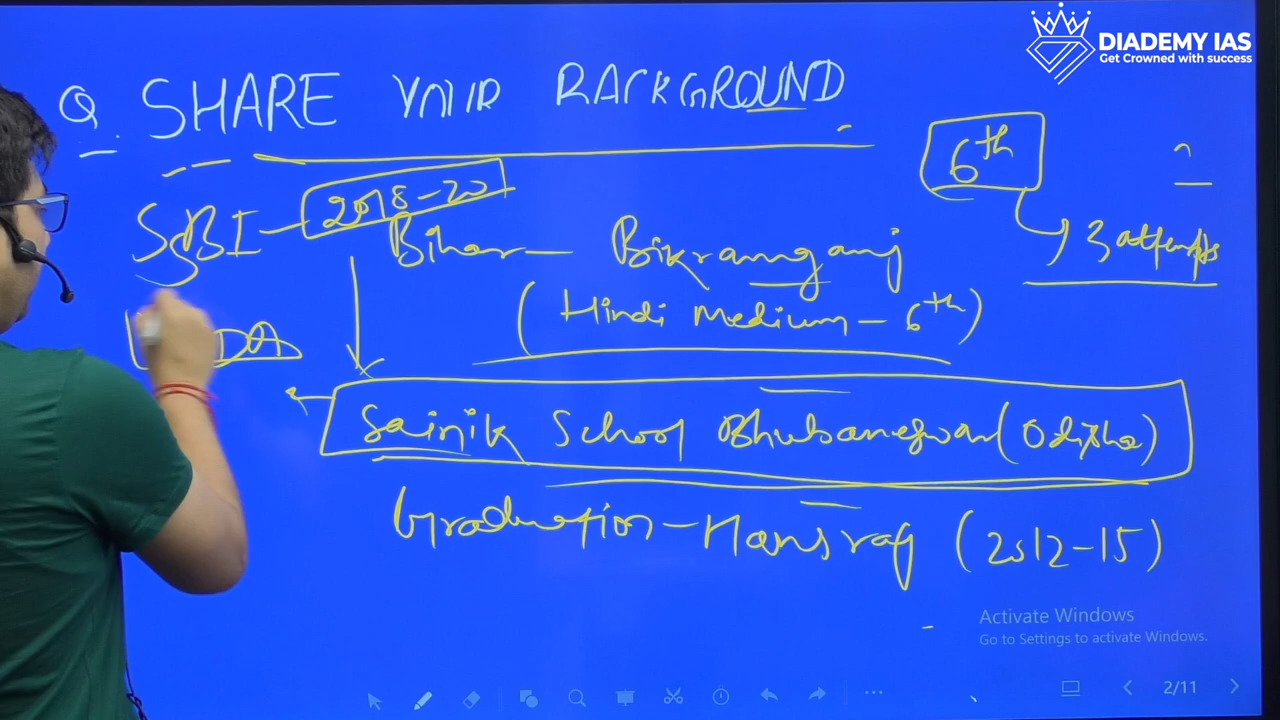 DIADEMY IAS
Get Crowned with success
Q. SHARE YOUR BACKGROUND
6th
SBI - 2018-20
3 attempts
Bihar - Bikramganj
(Hindi Medium - 6th)
Sainik School Bhubaneswar (Odisha)
Graduation - Hansraj (2012-15)
Activate Windows
Go to Settings to activate Windows.
2/11